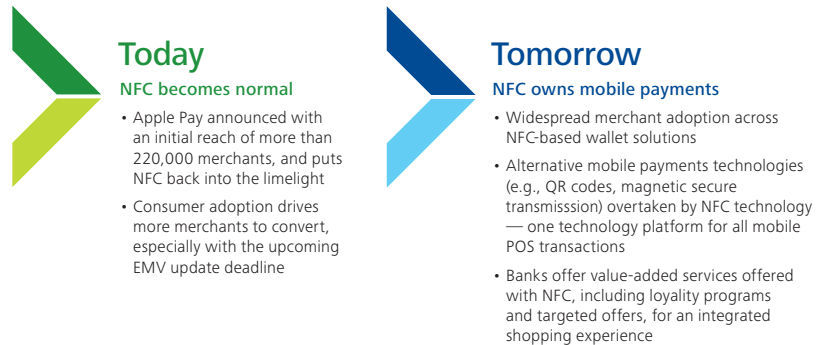 Today
NFC becomes normal
• Apple Pay announced with
an initial reach of more than
220,000 merchants, and puts
NFC back into the limelight
• Consumer adoption drives
more merchants to convert,
especially with the upcoming
EMV update deadline
Tomorrow
NFC owns mobile payments
• Widespread merchant adoption across
NFC-based wallet solutions
• Alternative mobile payments technologies
(e.g., QR codes, magnetic secure
transmisssion) overtaken by NFC technology
— one technology platform for all mobile
POS transactions
• Banks offer value-added services offered
with NFC, including loyality programs
and targeted offers, for an integrated
shopping experience